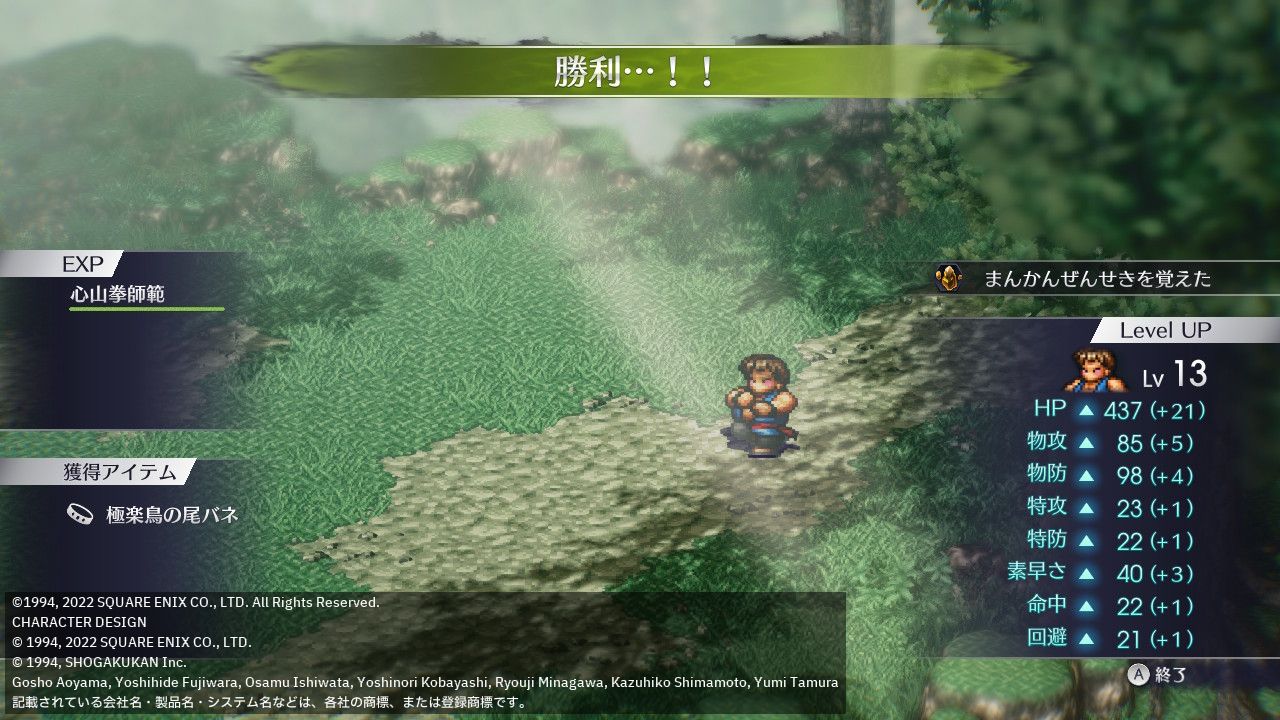 勝利…！！
EXP
心山拳師範
獲得アイテム
極楽鳥の尾バネ
まんかんぜんせきを覚えた
Level UP
Lv 13
HP ▲ 437 (+21)
物攻 ▲ 85 (+5)
物防 ▲ 98 (+4)
特攻 ▲ 23 (+1)
特防 ▲ 22 (+1)
素早さ ▲ 40 (+3)
命中 ▲ 22 (+1)
回避 ▲ 21 (+1)
A 終了
©1994, 2022 SQUARE ENIX CO., LTD. All Rights Reserved.
CHARACTER DESIGN
© 1994, 2022 SQUARE ENIX CO., LTD.
© 1994, SHOGAKUKAN Inc.
Gosho Aoyama, Yoshihide Fujiwara, Osamu Ishiwata, Yoshinori Kobayashi, Ryouji Minagawa, Kazuhiko Shimamoto, Yumi Tamura
記載されている会社名・製品名・システム名などは、各社の商標、または登録商標です。